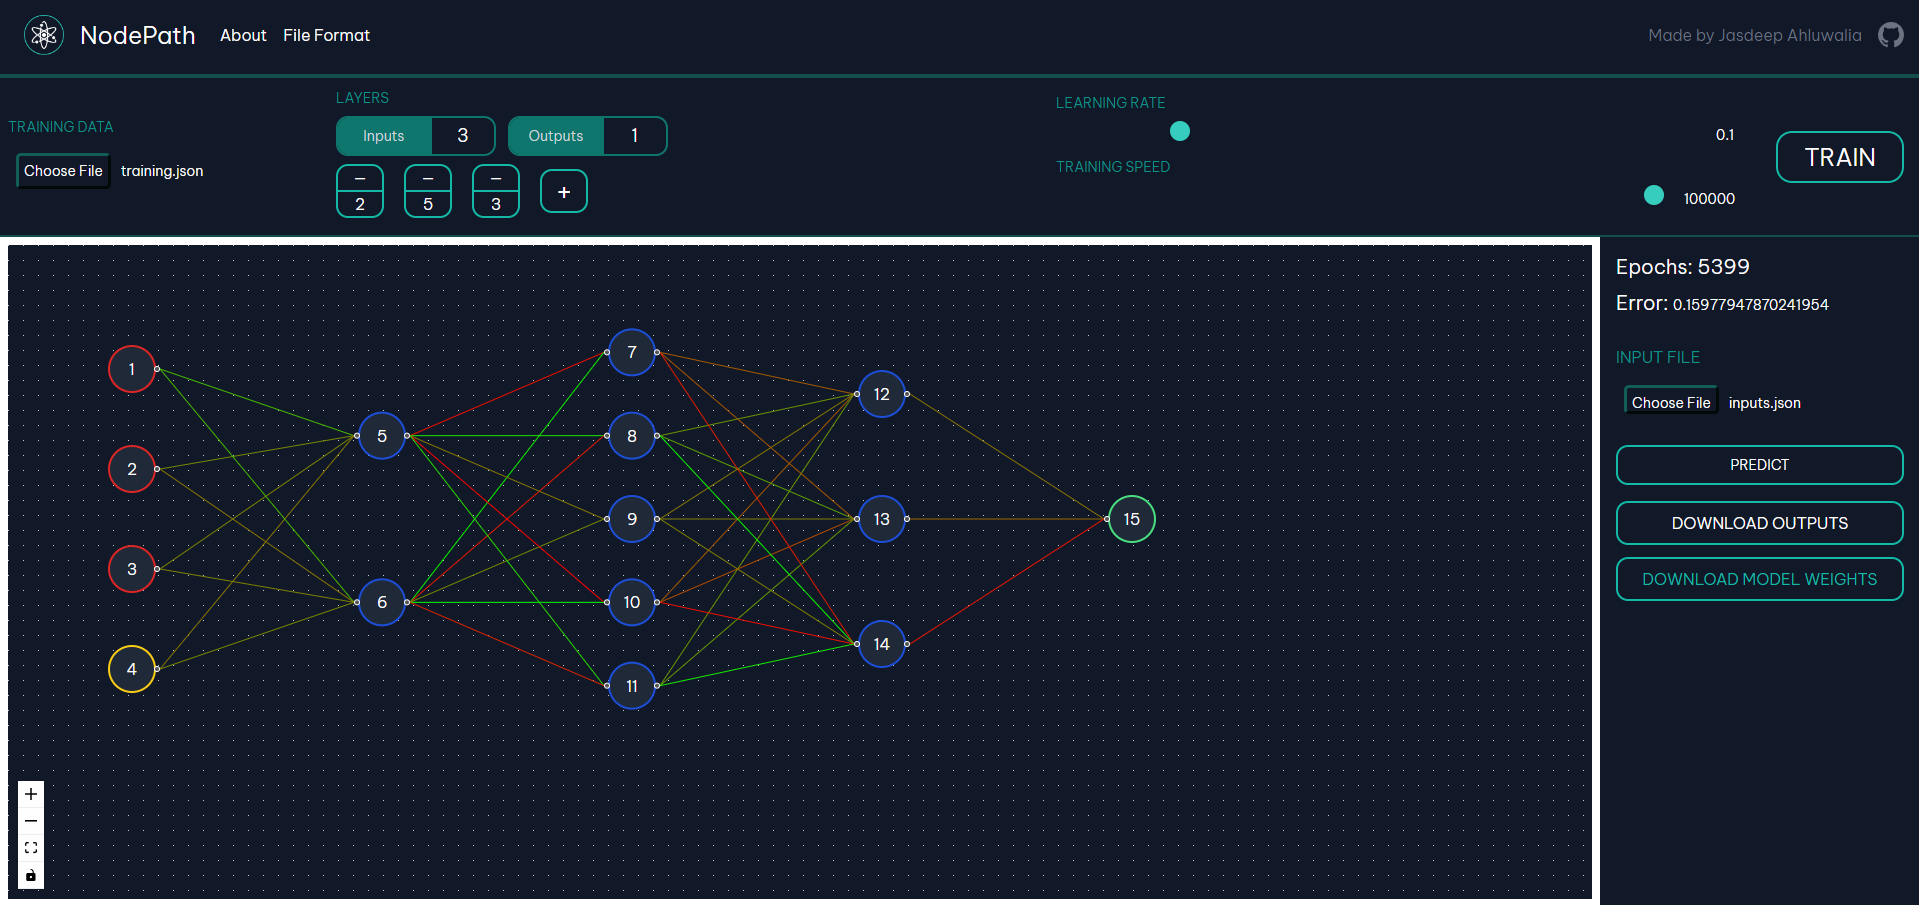 NodePath About File Format
Made by Jasdeep Ahluwalia
TRAINING DATA
Choose File training.json
LAYERS
Inputs 3 Outputs 1
− − −
2 5 3 +
LEARNING RATE
0.1
TRAINING SPEED
100000
TRAIN
1
2
3
4
5
6
7
8
9
10
11
12
13
14
15
+
−
Epochs: 5399
Error: 0.15977947870241954
INPUT FILE
Choose File inputs.json
PREDICT
DOWNLOAD OUTPUTS
DOWNLOAD MODEL WEIGHTS